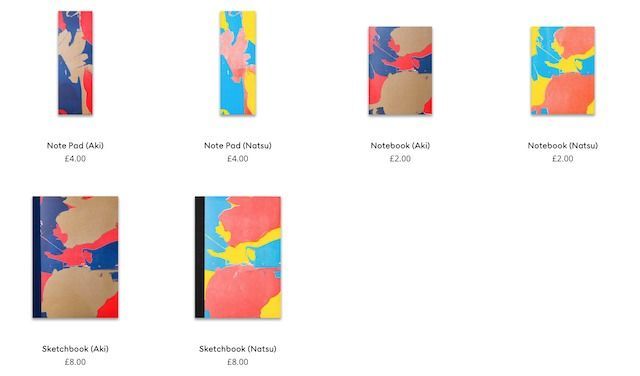 Note Pad (Aki)
£4.00
Note Pad (Natsu)
£4.00
Notebook (Aki)
£2.00
Notebook (Natsu)
£2.00
Sketchbook (Aki)
£8.00
Sketchbook (Natsu)
£8.00